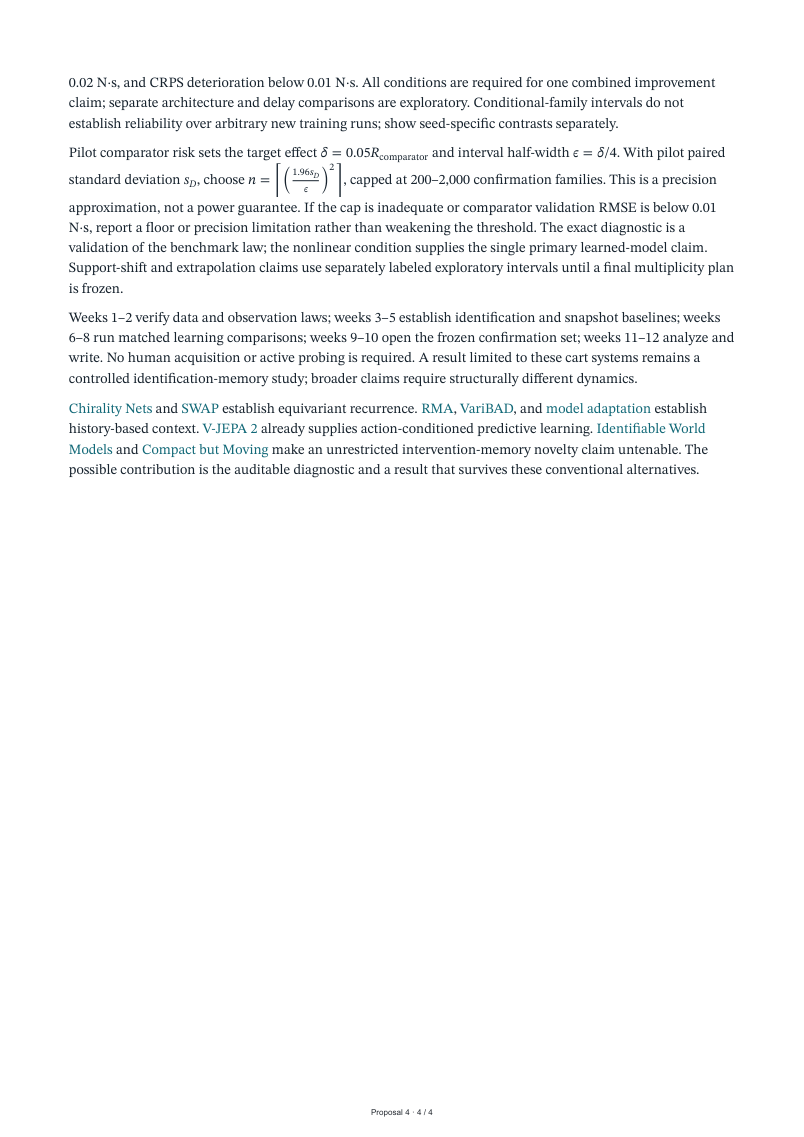 0.02 N·s, and CRPS deterioration below 0.01 N·s. All conditions are required for one combined improvement
claim; separate architecture and delay comparisons are exploratory. Conditional-family intervals do not
establish reliability over arbitrary new training runs; show seed-specific contrasts separately.
Pilot comparator risk sets the target effect δ = 0.05R_comparator and interval half-width ϵ = δ/4. With pilot paired
standard deviation s_D, choose n = ⌈(1.96s_D/ϵ)^2⌉, capped at 200–2,000 confirmation families. This is a precision
approximation, not a power guarantee. If the cap is inadequate or comparator validation RMSE is below 0.01
N·s, report a floor or precision limitation rather than weakening the threshold. The exact diagnostic is a
validation of the benchmark law; the nonlinear condition supplies the single primary learned-model claim.
Support-shift and extrapolation claims use separately labeled exploratory intervals until a final multiplicity plan
is frozen.
Weeks 1–2 verify data and observation laws; weeks 3–5 establish identification and snapshot baselines; weeks
6–8 run matched learning comparisons; weeks 9–10 open the frozen confirmation set; weeks 11–12 analyze and
write. No human acquisition or active probing is required. A result limited to these cart systems remains a
controlled identification-memory study; broader claims require structurally different dynamics.
Chirality Nets and SWAP establish equivariant recurrence. RMA, VariBAD, and model adaptation establish
history-based context. V-JEPA 2 already supplies action-conditioned predictive learning. Identifiable World
Models and Compact but Moving make an unrestricted intervention-memory novelty claim untenable. The
possible contribution is the auditable diagnostic and a result that survives these conventional alternatives.
Proposal 4 · 4 / 4